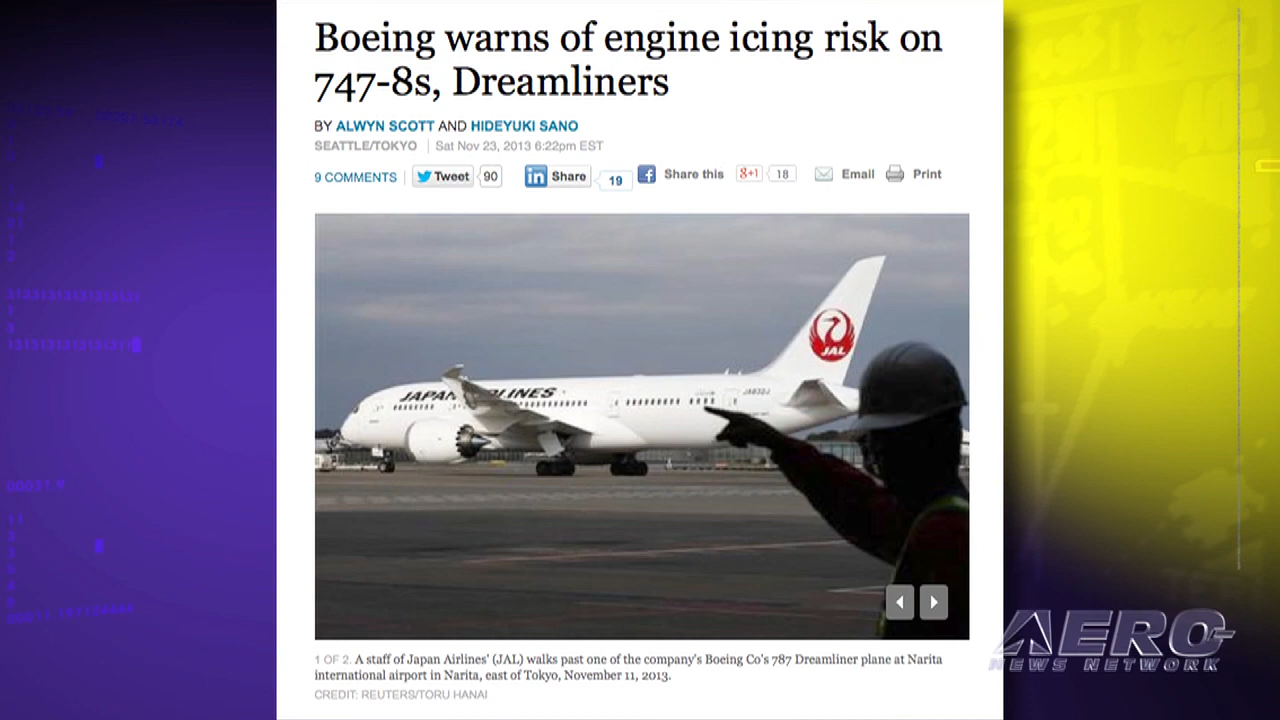 Boeing warns of engine icing risk on
747-8s, Dreamliners
BY ALWYN SCOTT AND HIDEYUKI SANO
SEATTLE/TOKYO | Sat Nov 23, 2013 6:22pm EST
9 COMMENTS | Tweet 90 in Share 19 f Share this g+1 18 Email Print
JAPAN LINES
JAL
1 OF 2. A staff of Japan Airlines' (JAL) walks past one of the company's Boeing Co's 787 Dreamliner plane at Narita
international airport in Narita, east of Tokyo, November 11, 2013.
CREDIT: REUTERS/TORU HANAI
AERO
NEWS NETWORK